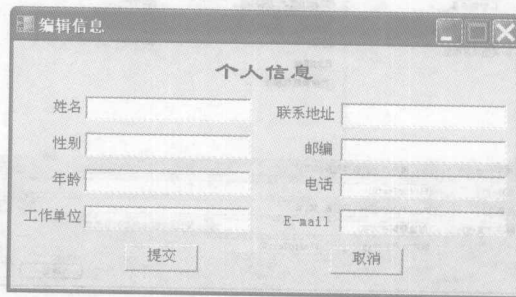 编辑信息
个人信息
姓名 联系地址
性别 邮编
年龄 电话
工作单位 E-mail
提交 取消